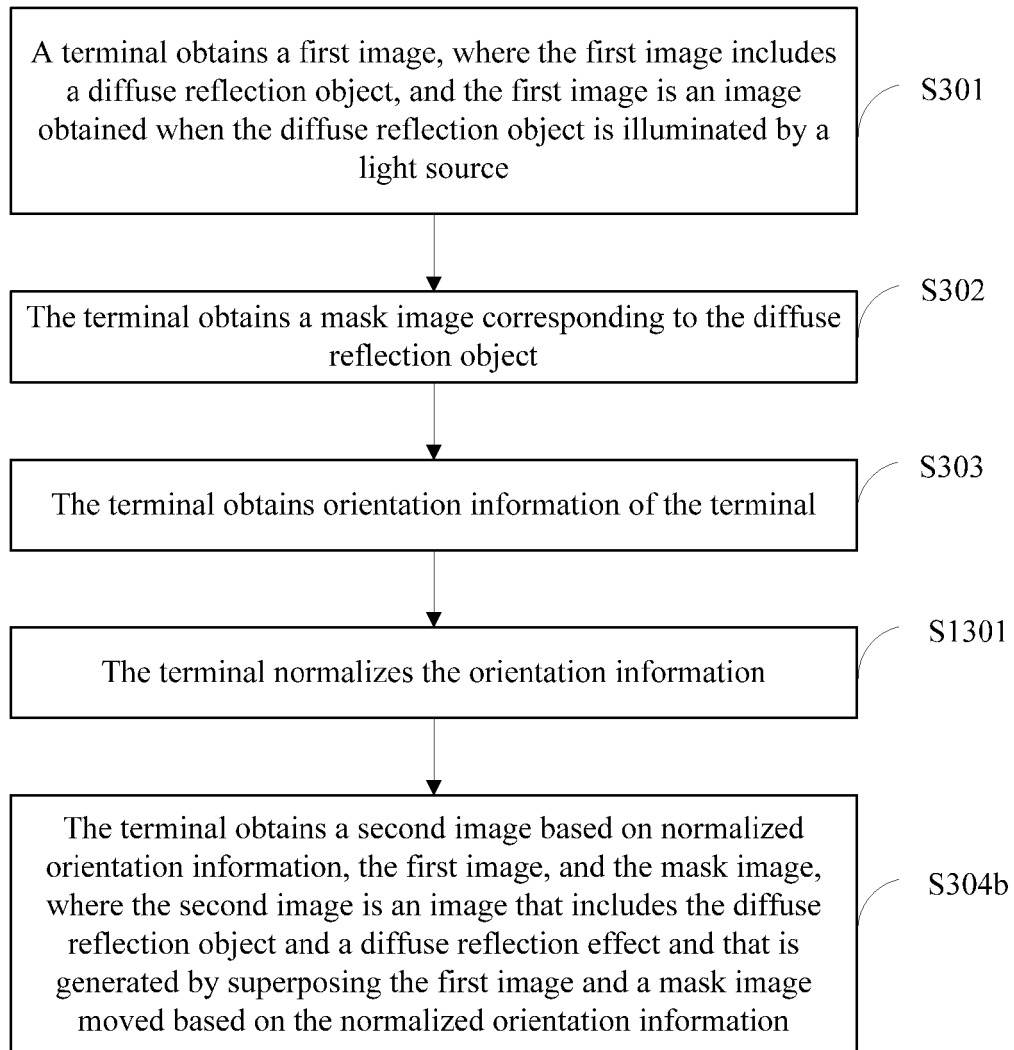 A terminal obtains a first image, where the first image includes
a diffuse reflection object, and the first image is an image
obtained when the diffuse reflection object is illuminated by a
light source
S301
The terminal obtains a mask image corresponding to the diffuse
reflection object
S302
The terminal obtains orientation information of the terminal
S303
The terminal normalizes the orientation information
S1301
The terminal obtains a second image based on normalized
orientation information, the first image, and the mask image,
where the second image is an image that includes the diffuse
reflection object and a diffuse reflection effect and that is
generated by superposing the first image and a mask image
moved based on the normalized orientation information
S304b